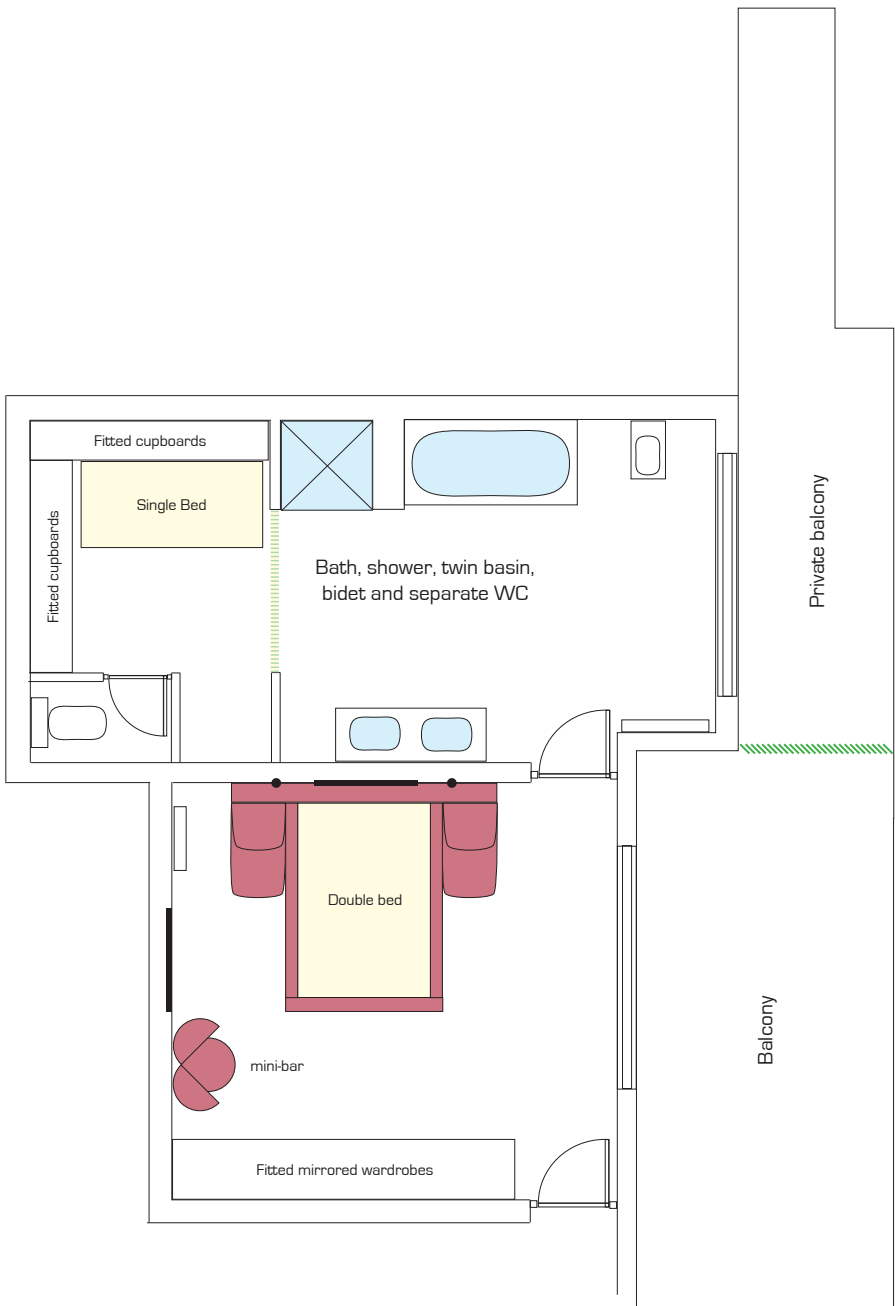 Fitted cupboards
Single Bed
Fitted cupboards
Bath, shower, twin basin,
bidet and separate WC
Private balcony
Double bed
Balcony
mini-bar
Fitted mirrored wardrobes